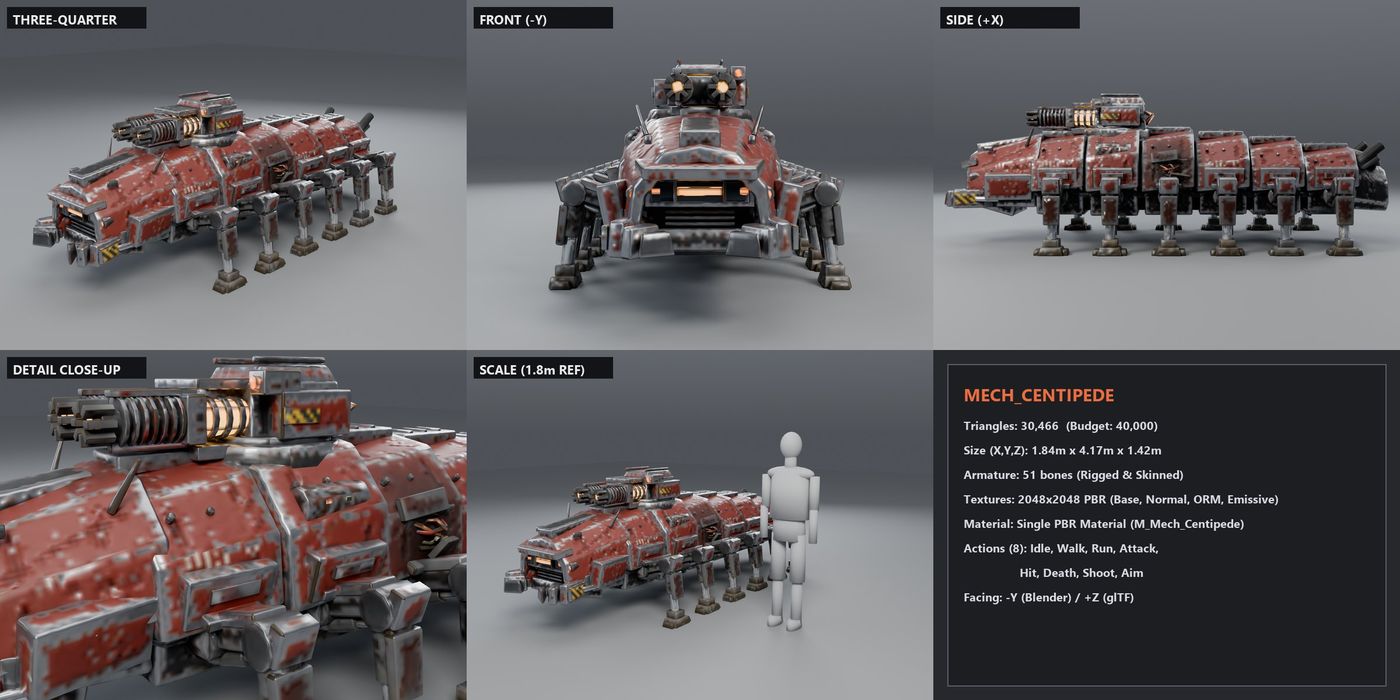 THREE-QUARTER
FRONT (-Y)
SIDE (+X)
DETAIL CLOSE-UP
SCALE (1.8m REF)
MECH_CENTIPEDE
Triangles: 30,466 (Budget: 40,000)
Size (X,Y,Z): 1.84m x 4.17m x 1.42m
Armature: 51 bones (Rigged & Skinned)
Textures: 2048x2048 PBR (Base, Normal, ORM, Emissive)
Material: Single PBR Material (M_Mech_Centipede)
Actions (8): Idle, Walk, Run, Attack,
Hit, Death, Shoot, Aim
Facing: -Y (Blender) / +Z (glTF)